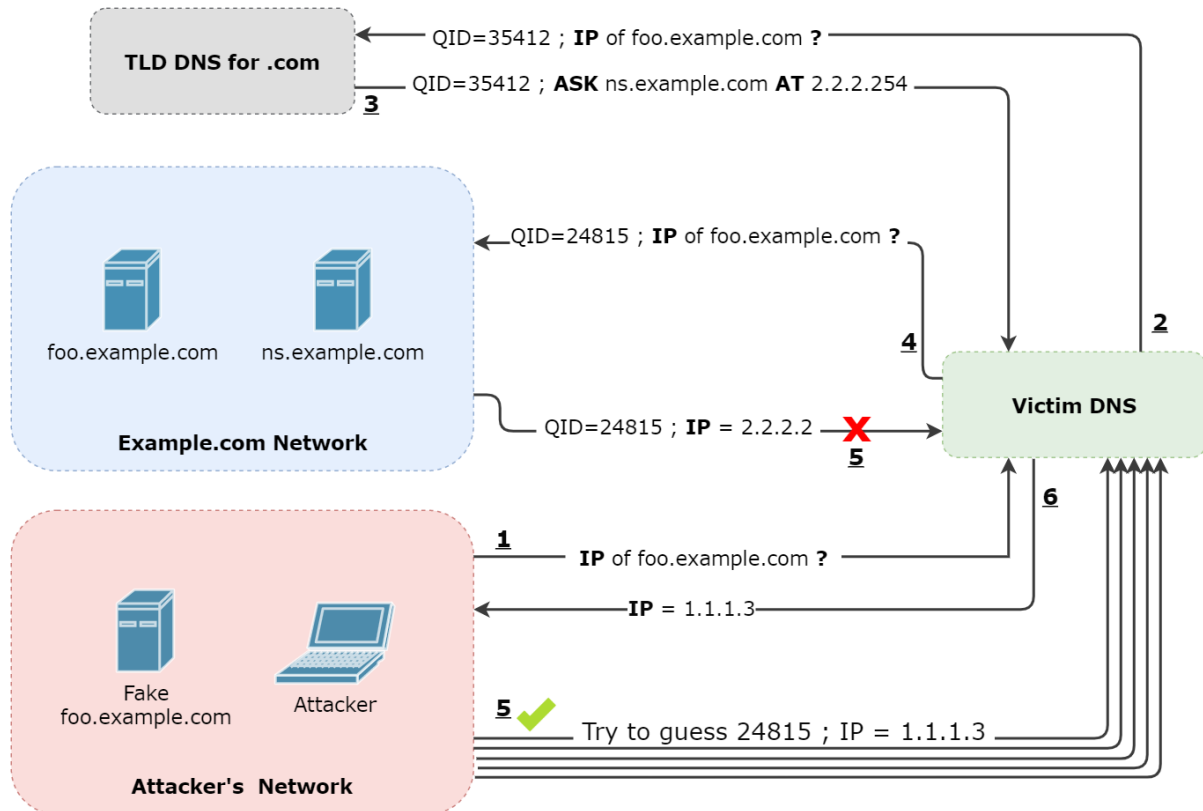 QID=35412 ; IP of foo.example.com ?
TLD DNS for .com
QID=35412 ; ASK ns.example.com AT 2.2.2.254
3
QID=24815 ; IP of foo.example.com ?
foo.example.com
ns.example.com
4
2
Victim DNS
Example.com Network
QID=24815 ; IP = 2.2.2.2
5
6
1
IP of foo.example.com ?
IP = 1.1.1.3
Fake
foo.example.com
Attacker
5
Try to guess 24815 ; IP = 1.1.1.3
Attacker's Network